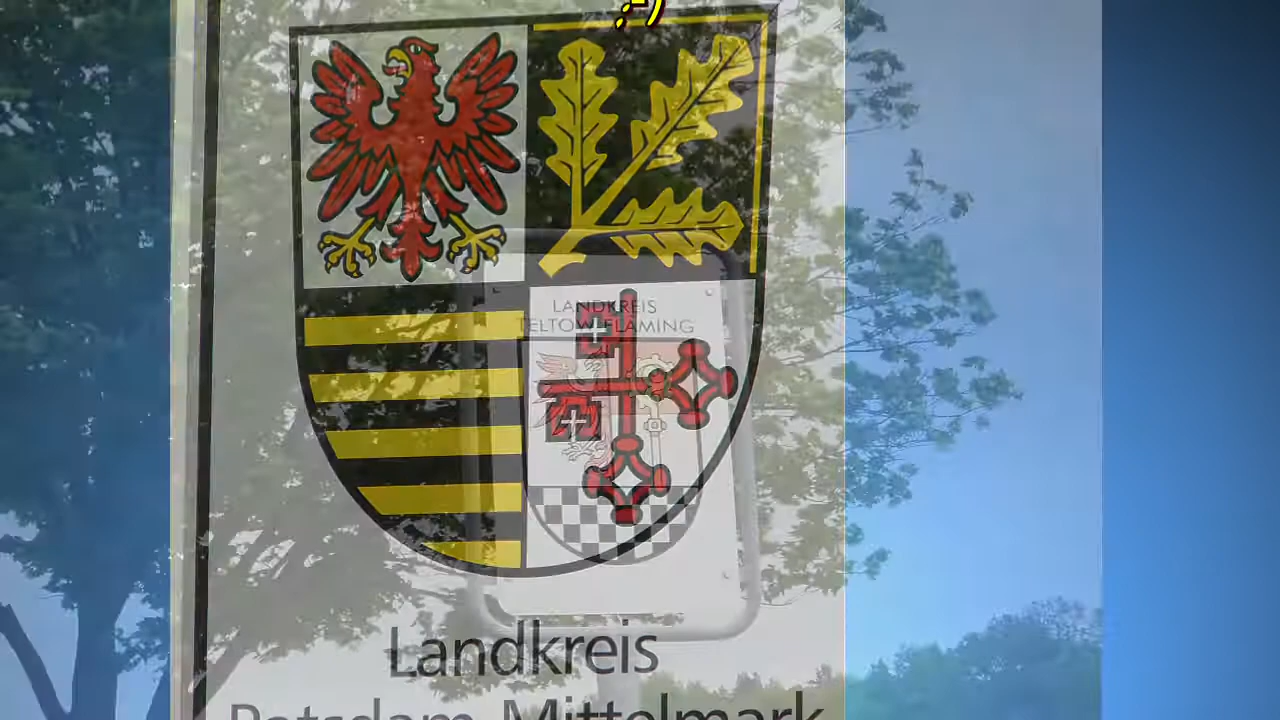 ;-)
LANDKREIS
TELTOW-FLÄMING
Landkreis
Potsdam-Mittelmark